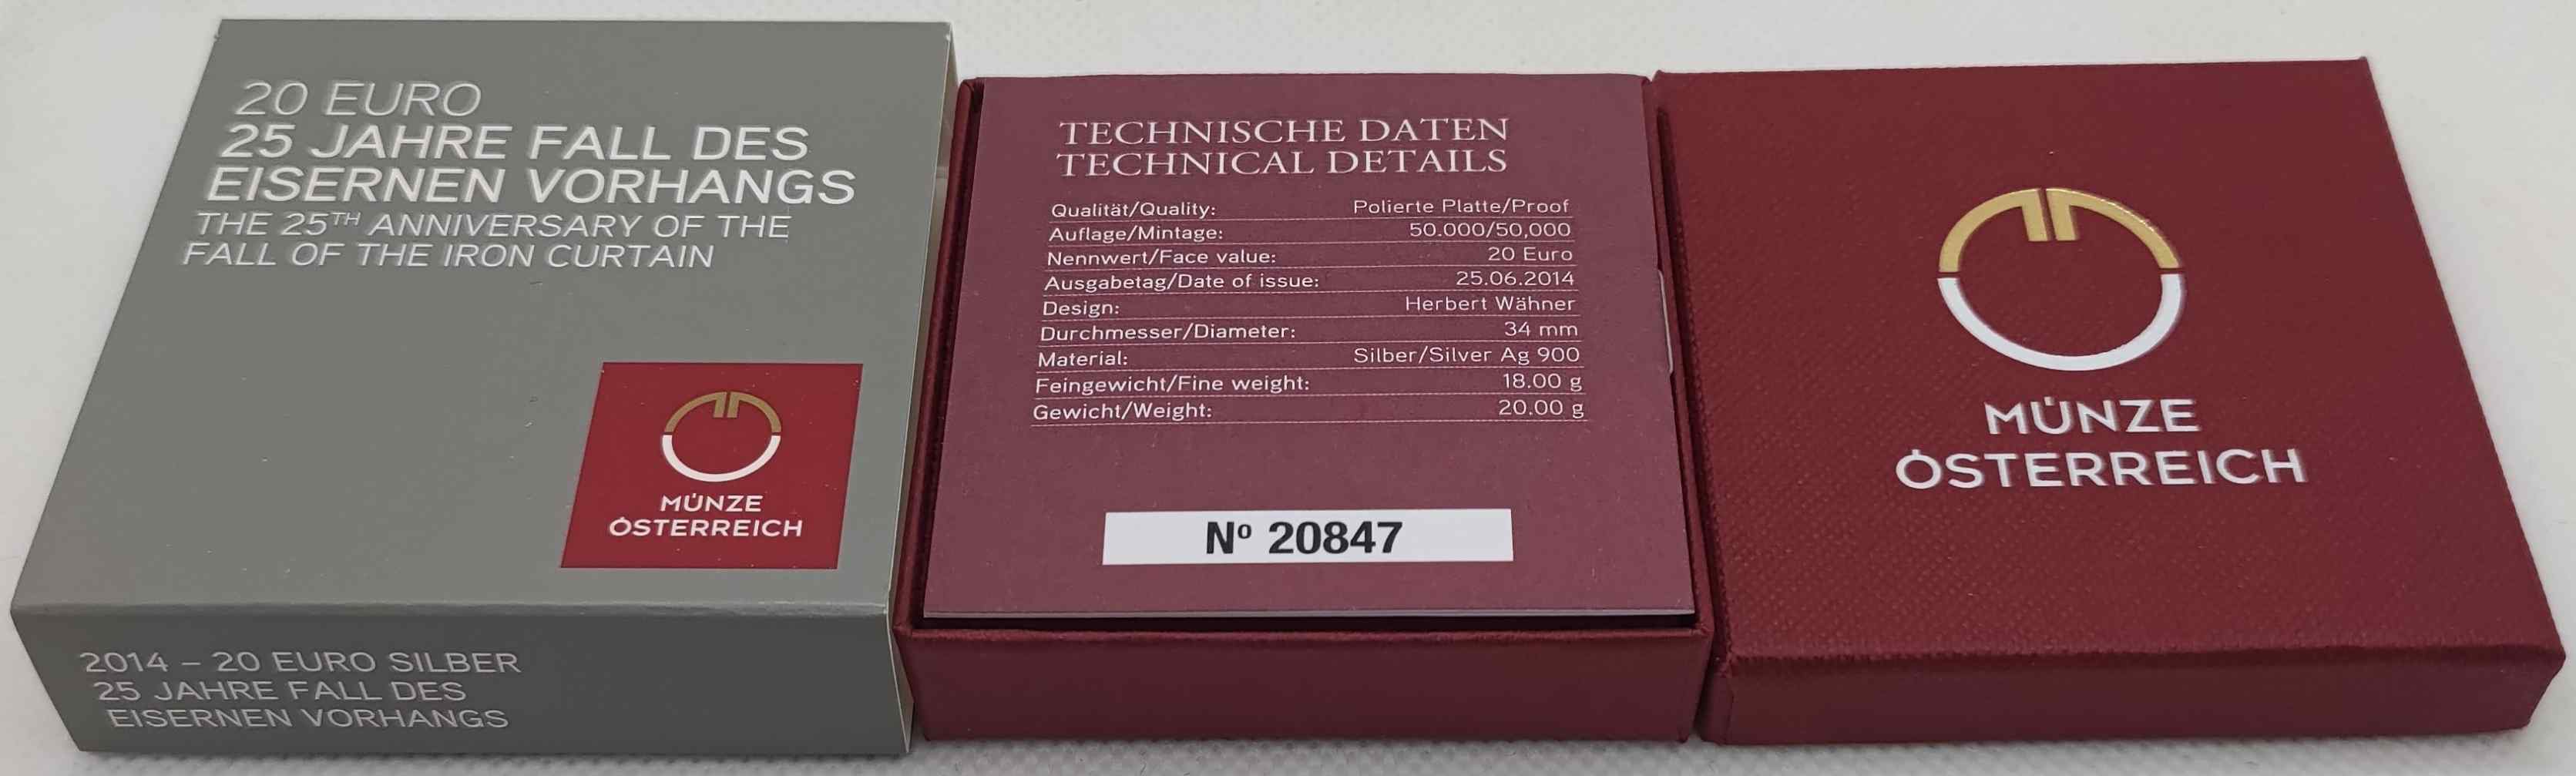 20 EURO
25 JAHRE FALL DES
EISERNEN VORHANGS
THE 25TH ANNIVERSARY OF THE
FALL OF THE IRON CURTAIN
MÜNZE
ÖSTERREICH
2014 – 20 EURO SILBER
25 JAHRE FALL DES
EISERNEN VORHANGS
TECHNISCHE DATEN
TECHNICAL DETAILS
Qualität/Quality: Polierte Platte/Proof
Auflage/Mintage: 50.000/50,000
Nennwert/Face value: 20 Euro
Ausgabetag/Date of issue: 25.06.2014
Design: Herbert Wähner
Durchmesser/Diameter: 34 mm
Material: Silber/Silver Ag 900
Feingewicht/Fine weight: 18.00 g
Gewicht/Weight: 20.00 g
Nº 20847
MÜNZE
ÖSTERREICH